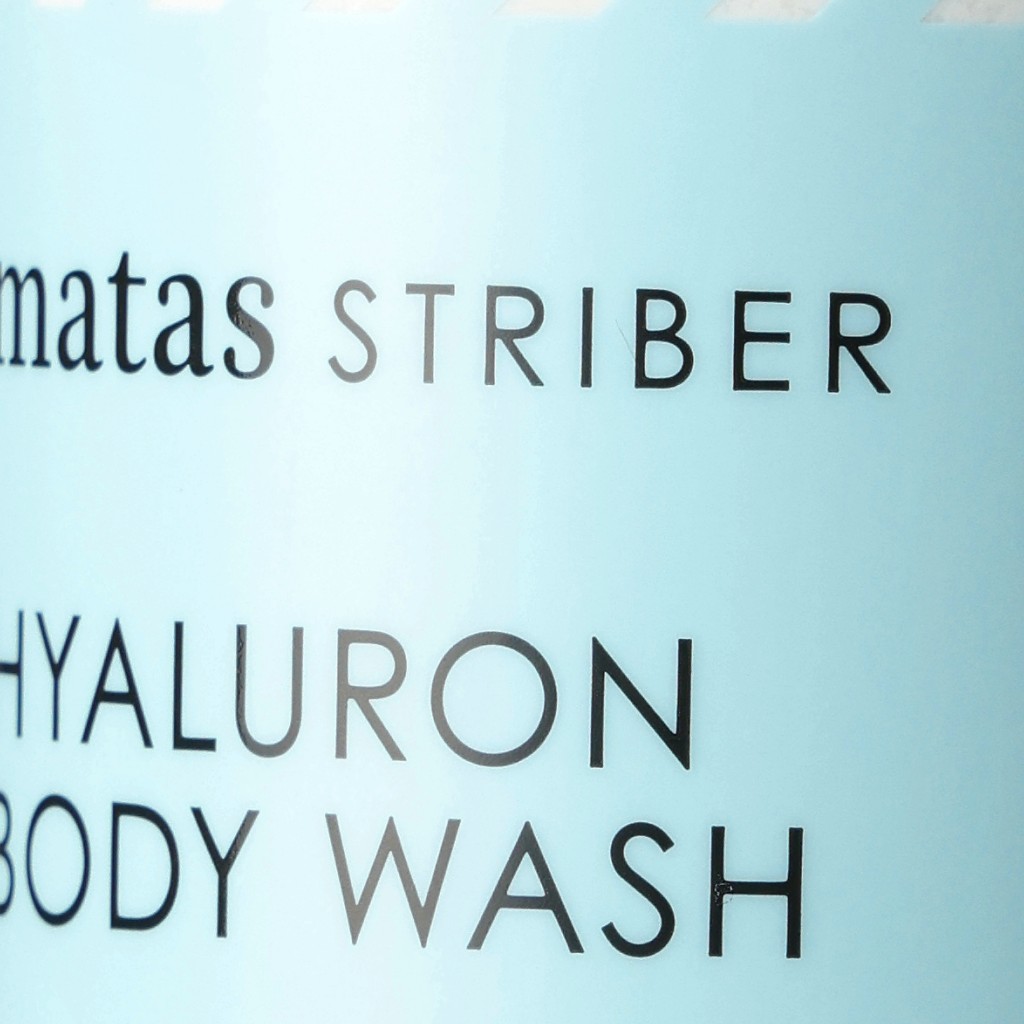 matas STRIBER
HYALURON
BODY WASH